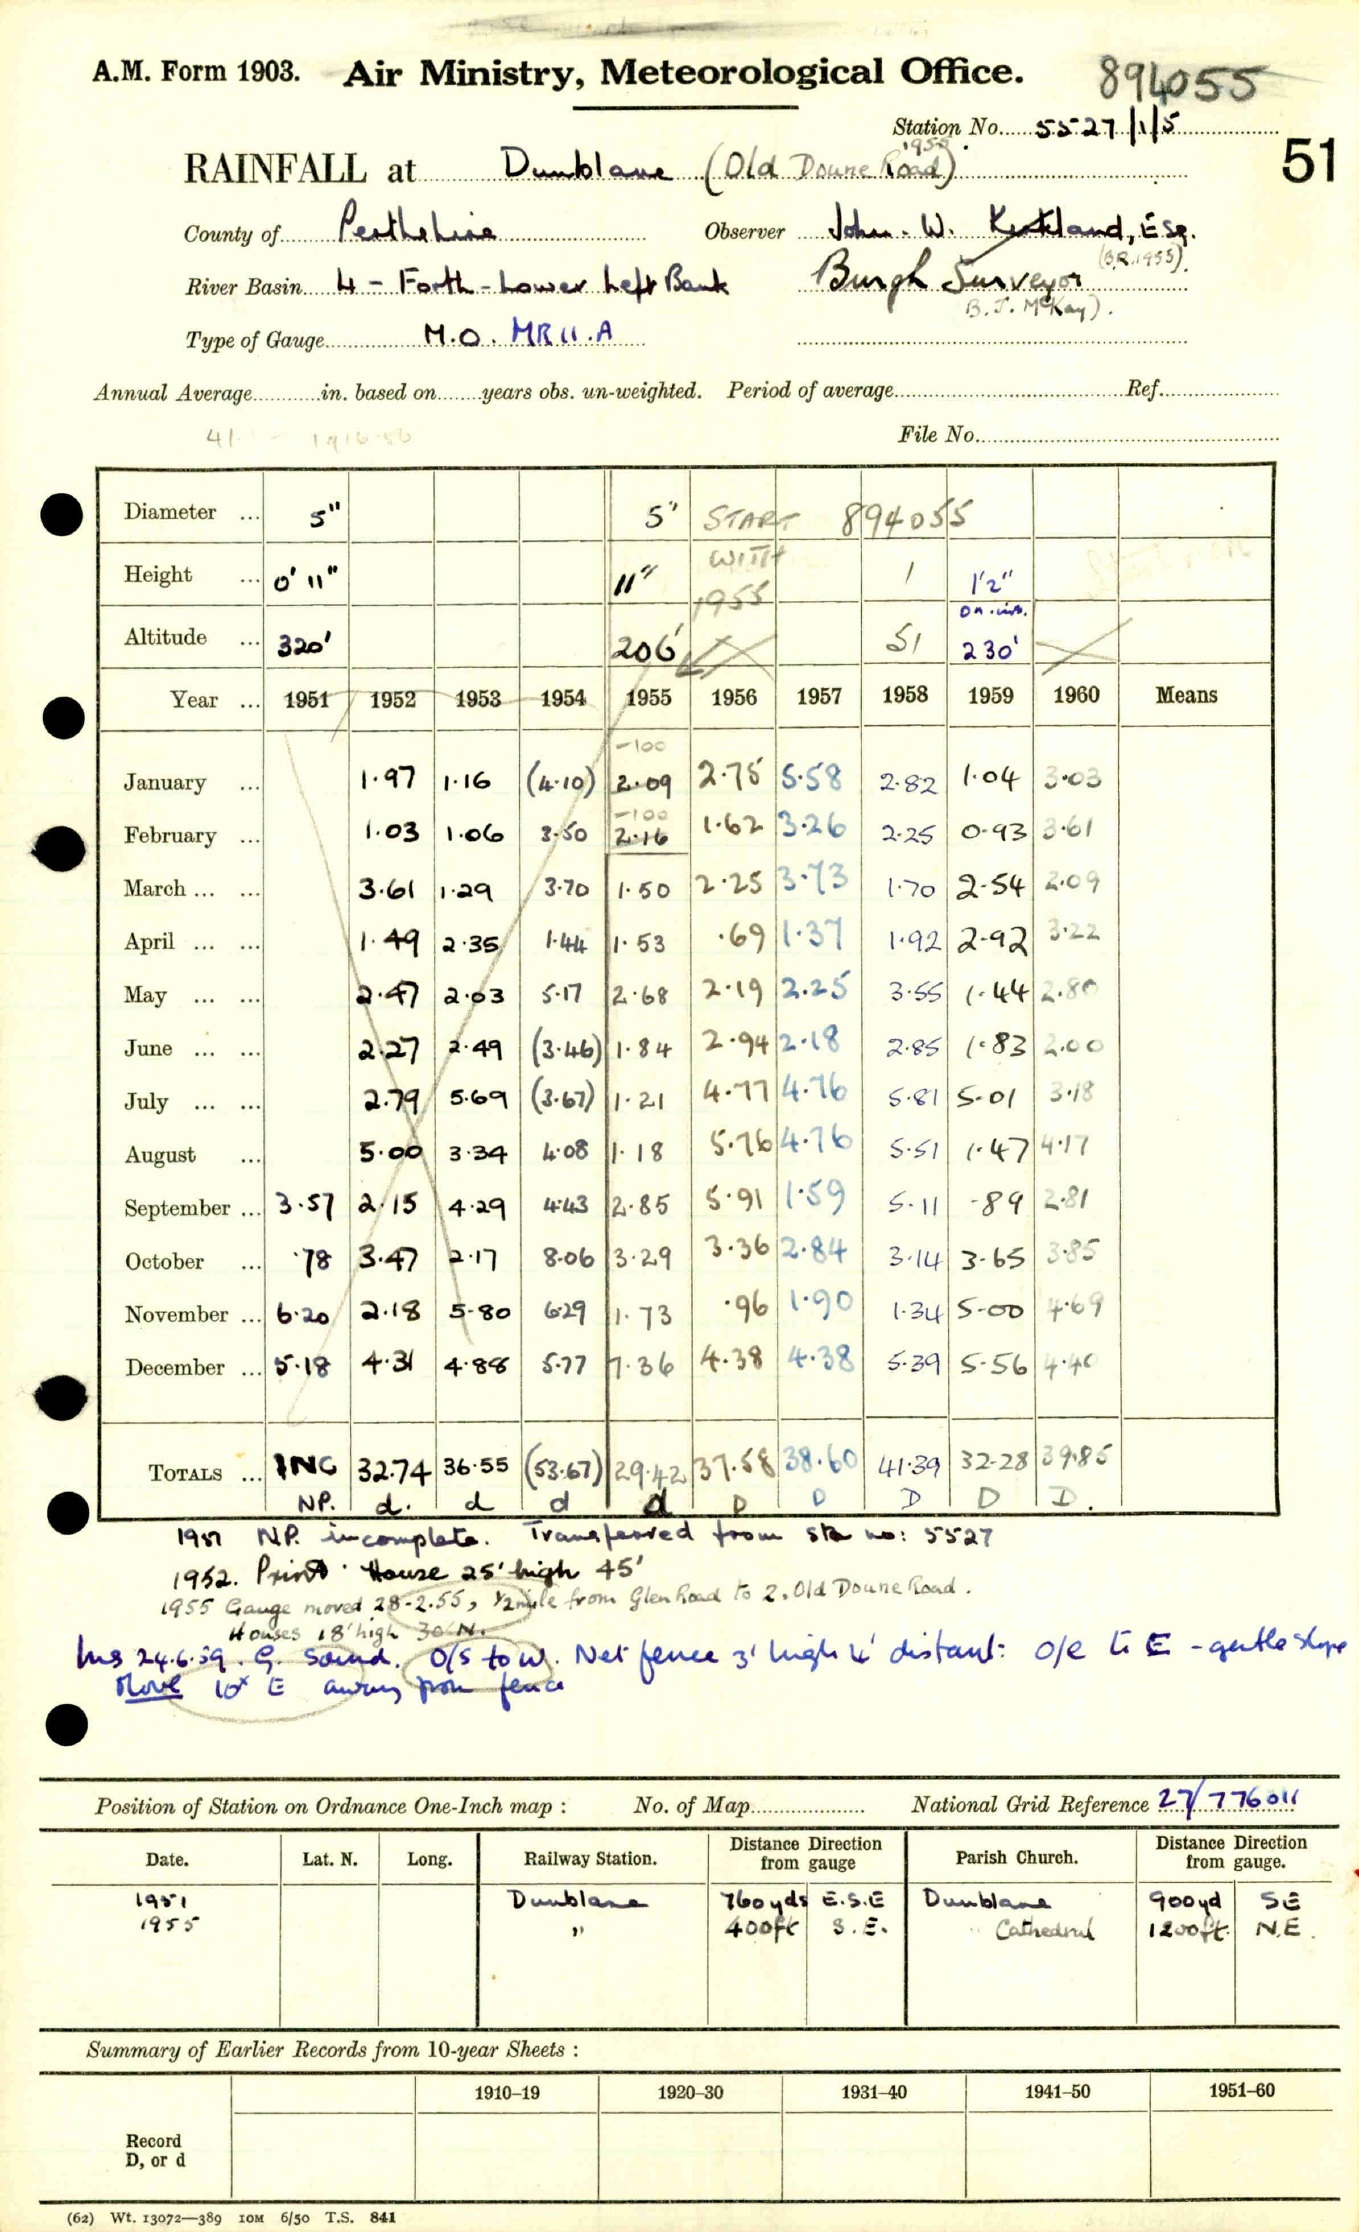 A.M. Form 1903. Air Ministry, Meteorological Office. 894055
Station No. 5527/1/5
51
1955.
RAINFALL at Dunblane (Old Doune Road)
County of Perthshire Observer John. W. Kirkland, Esq.
(B.R. 1955).
River Basin 4 - Forth - Lower Left Bank Burgh Surveyor
B. J. McKay).
Type of Gauge M.O. MR 11.A
Annual Average in. based on years obs. un-weighted. Period of average Ref.
41 1916-50
File No.
Diameter ... 5" 5" START 894055
Height ... 0' 11" 11" WITH 1 1'2"
1955 on ins.
Altitude ... 320' 206' 51 230'
Year ... 1951 1952 1953 1954 1955 1956 1957 1958 1959 1960 Means
-100
January ... 1.97 1.16 (4.10) 2.09 2.75 5.58 2.82 1.04 3.03
-100
February ... 1.03 1.06 3.50 2.16 1.62 3.26 2.25 0.93 3.61
March ... ... 3.61 1.29 3.70 1.50 2.25 3.73 1.70 2.54 2.09
April ... ... 1.49 2.35 1.44 1.53 .69 1.37 1.92 2.92 3.22
May ... ... 2.47 2.03 5.17 2.68 2.19 2.25 3.55 1.44 2.80
June ... ... 2.27 2.49 (3.46) 1.84 2.94 2.18 2.85 1.83 2.00
July ... ... 2.79 5.69 (3.67) 1.21 4.77 4.76 5.81 5.01 3.18
August ... 5.00 3.34 4.08 1.18 5.76 4.76 5.51 1.47 4.17
September ... 3.57 2.15 4.29 4.43 2.85 5.91 1.59 5.11 .89 2.81
October ... .78 3.47 2.17 8.06 3.29 3.36 2.84 3.14 3.65 3.85
November ... 6.20 2.18 5.80 6.29 1.73 .96 1.90 1.34 5.00 4.69
December ... 5.18 4.31 4.88 5.77 7.36 4.38 4.38 5.39 5.56 4.40
TOTALS ... INC 32.74 36.55 (53.67) 29.42 37.58 38.60 41.39 32.28 39.85
NP. d. d d d D D D D D.
1951 N.P. incomplete. Transferred from sta no: 5527
1952. Print. House 25' high 45'
1955 Gauge moved 28-2.55, 1/2 mile from Glen Road to 2, Old Doune Road.
Houses 18' high 30' N.
Ins 24.6.59. G. sound. O/S to W. Net fence 3' high 4' distant: O/e to E - gentle slope
Move 10x E away from fence
Position of Station on Ordnance One-Inch map : No. of Map National Grid Reference 27/776011
Date. Lat. N. Long. Railway Station. Distance Direction from gauge Parish Church. Distance Direction from gauge.
1951 Dunblane 760yds E.S.E Dunblane 900yd SE
1955 " 400ft S.E. " Cathedral 1200ft. N.E.
Summary of Earlier Records from 10-year Sheets :
1910–19 1920–30 1931–40 1941–50 1951–60
Record
D, or d
(62) Wt. 13072—389 10M 6/50 T.S. 841